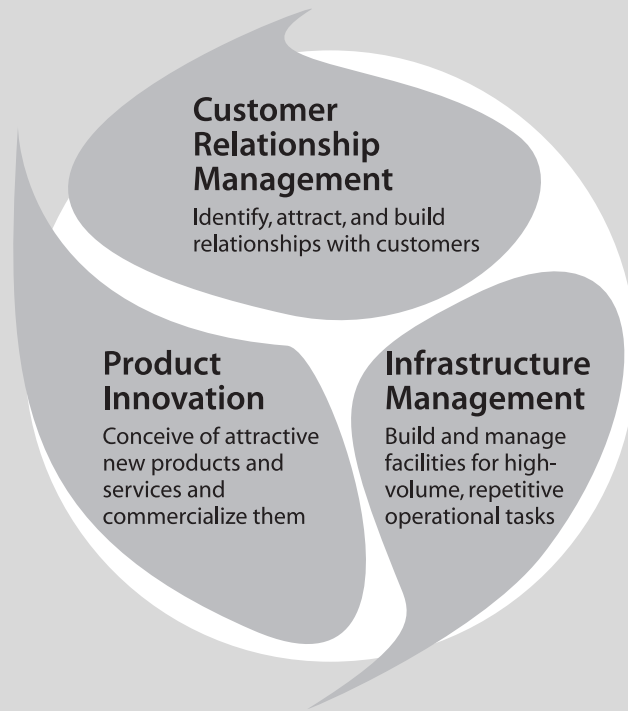 Customer
Relationship
Management
Identify, attract, and build
relationships with customers
Product
Innovation
Conceive of attractive
new products and
services and
commercialize them
Infrastructure
Management
Build and manage
facilities for high-
volume, repetitive
operational tasks